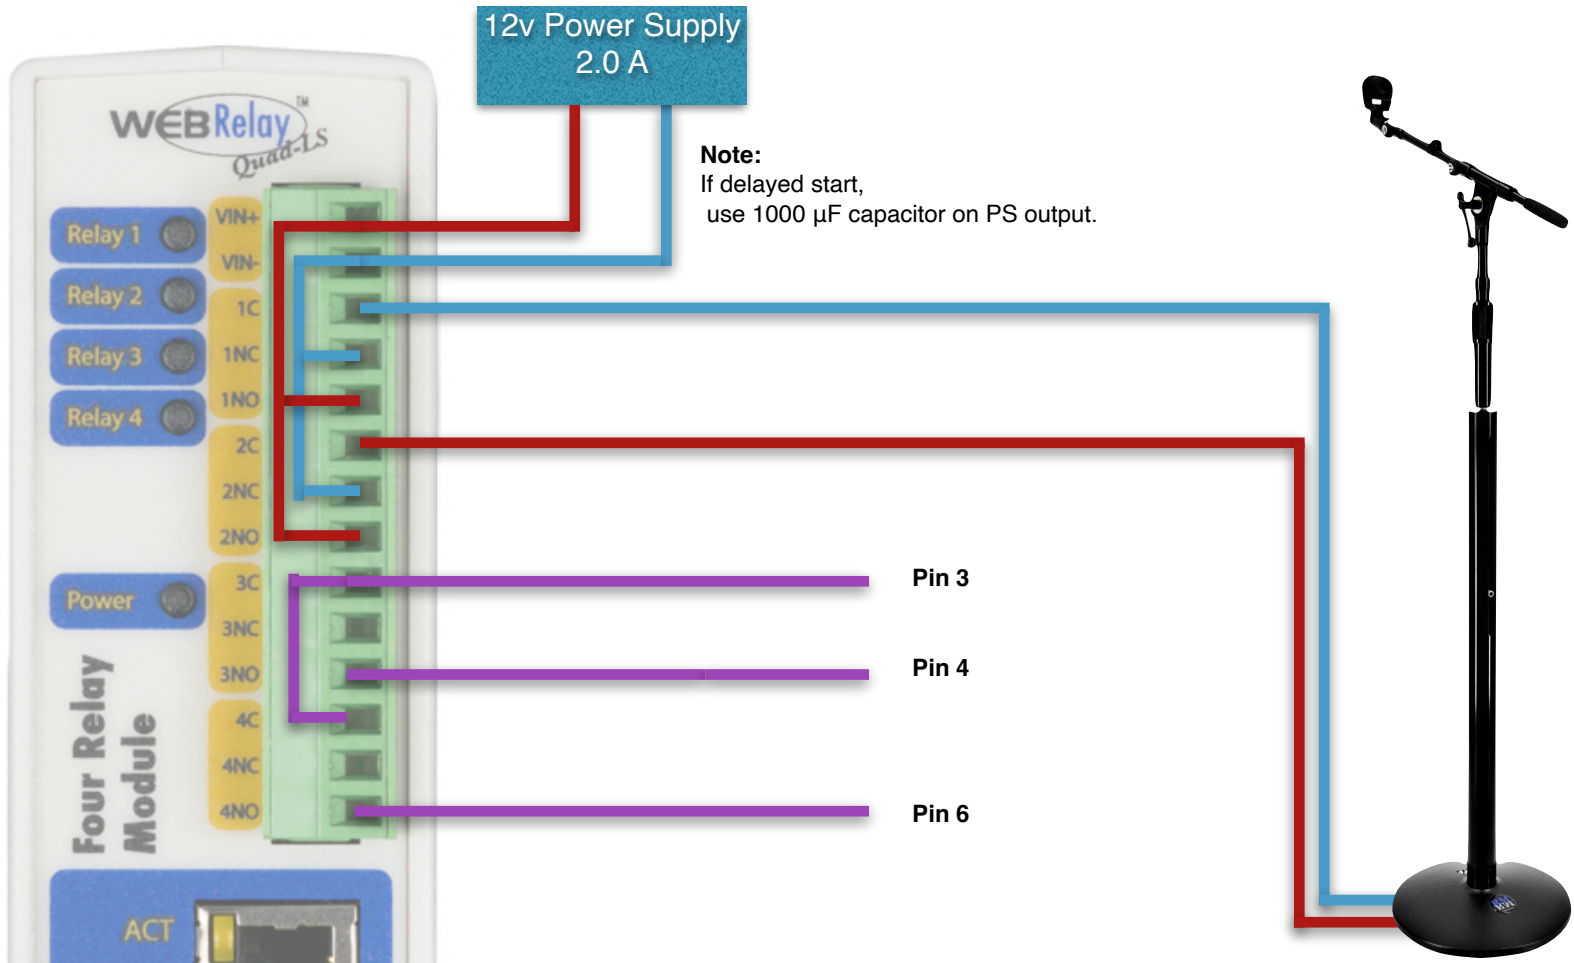 12v Power Supply
2.0 A
WEBRelay™
Quad-LS
Note:
If delayed start,
use 1000 µF capacitor on PS output.
Relay 1
Relay 2
Relay 3
Relay 4
Power
VIN+
VIN-
1C
1NC
1NO
2C
2NC
2NO
3C
3NC
3NO
4C
4NC
4NO
Pin 3
Pin 4
Pin 6
Four Relay
Module
ACT